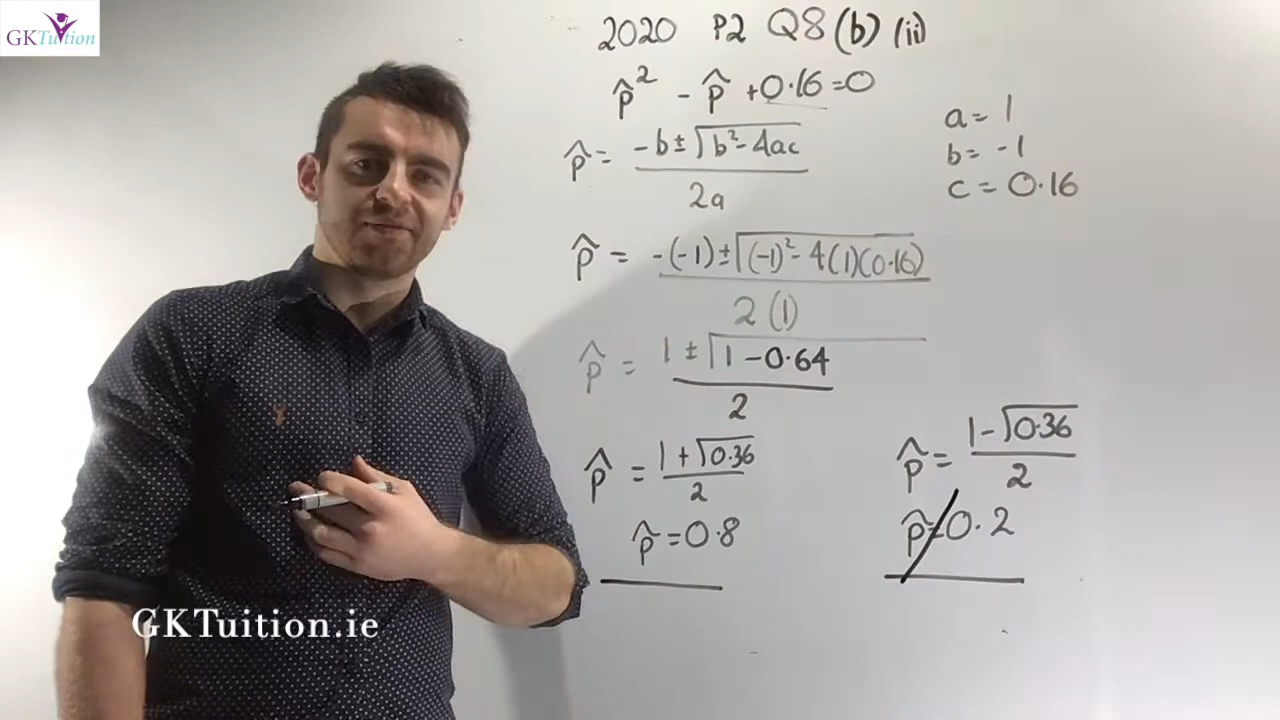 GKTuition
2020 P2 Q8 (b) (ii)
p̂² - p̂ + 0.16 = 0
a = 1
b = -1
c = 0.16
p̂ = -b ± √b² - 4ac
2a
p̂ = -(-1) ± √(-1)² - 4(1)(0.16)
2(1)
p̂ = 1 ± √1 - 0.64
2
p̂ = 1 + √0.36
2
p̂ = 0.8
p̂ = 1 - √0.36
2
p̂ = 0.2
GKTuition.ie